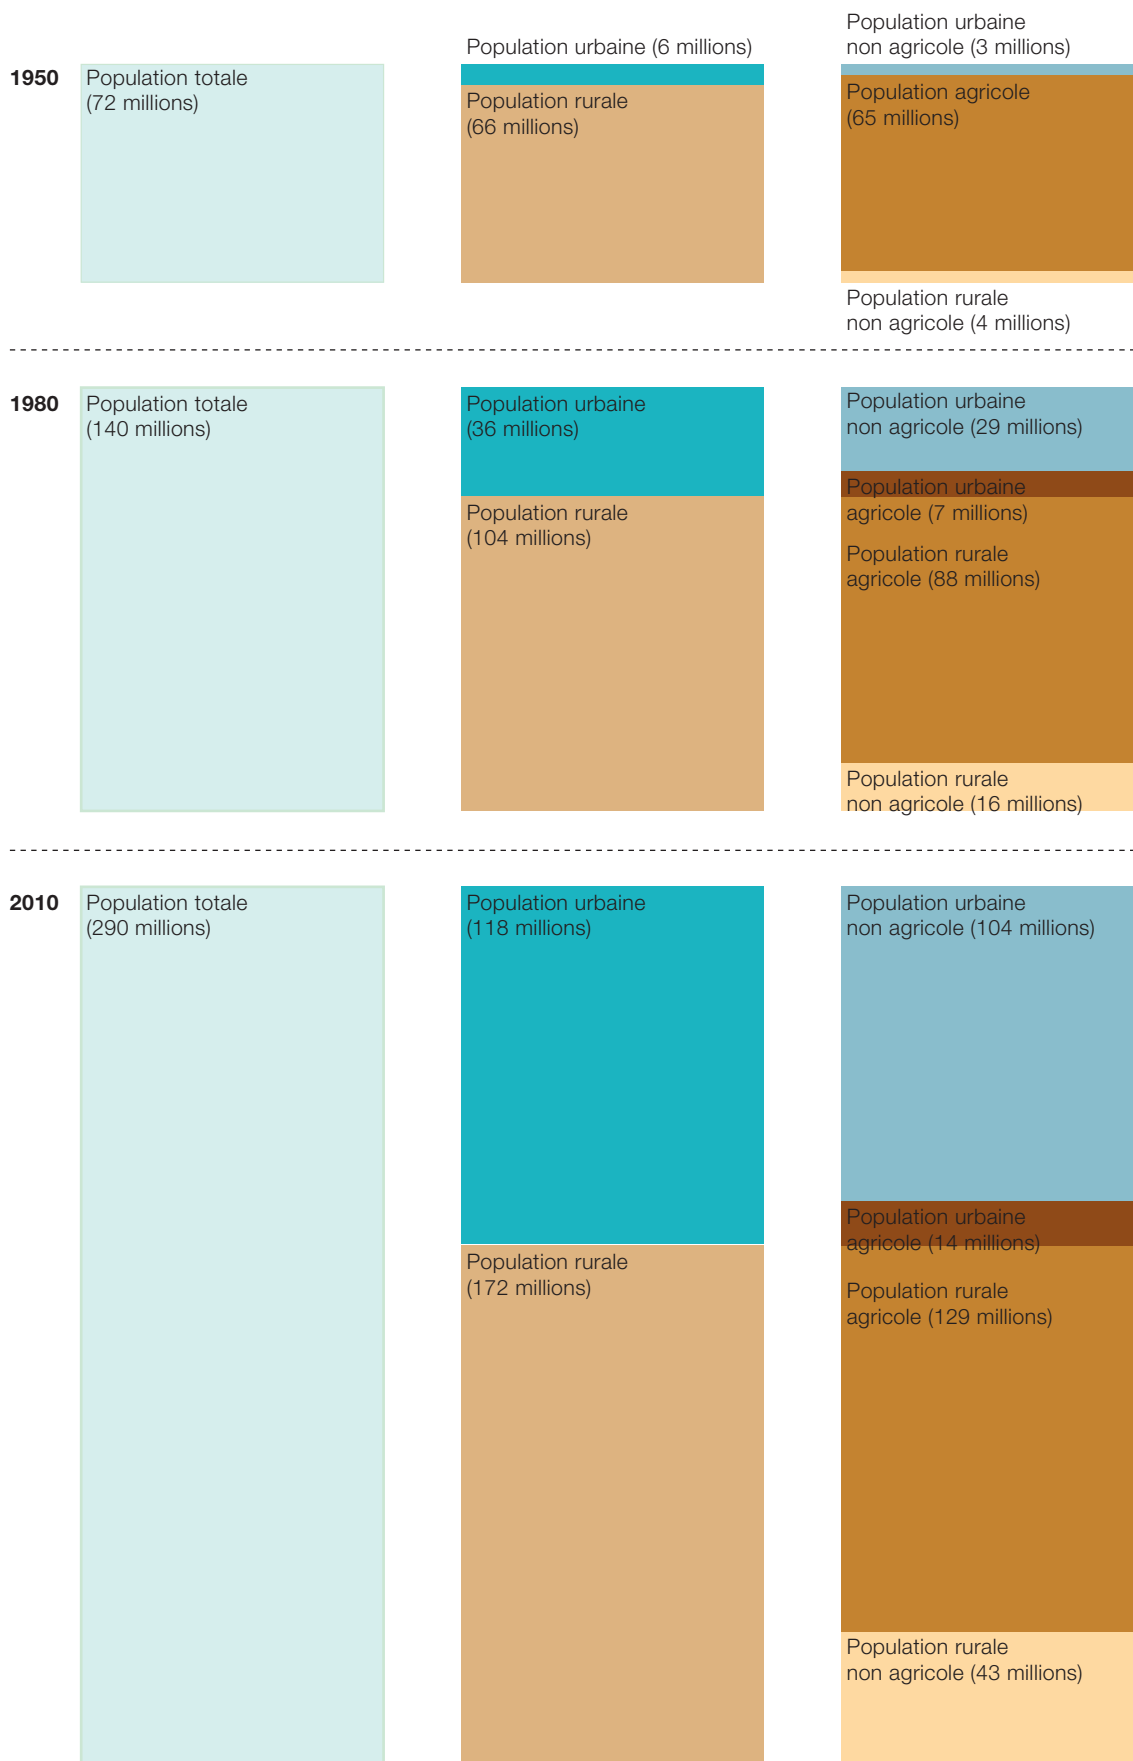 1950
Population totale
(72 millions)
Population urbaine (6 millions)
Population rurale
(66 millions)
Population urbaine
non agricole (3 millions)
Population agricole
(65 millions)
Population rurale
non agricole (4 millions)
1980
Population totale
(140 millions)
Population urbaine
(36 millions)
Population rurale
(104 millions)
Population urbaine
non agricole (29 millions)
Population urbaine
agricole (7 millions)
Population rurale
agricole (88 millions)
Population rurale
non agricole (16 millions)
2010
Population totale
(290 millions)
Population urbaine
(118 millions)
Population rurale
(172 millions)
Population urbaine
non agricole (104 millions)
Population urbaine
agricole (14 millions)
Population rurale
agricole (129 millions)
Population rurale
non agricole (43 millions)